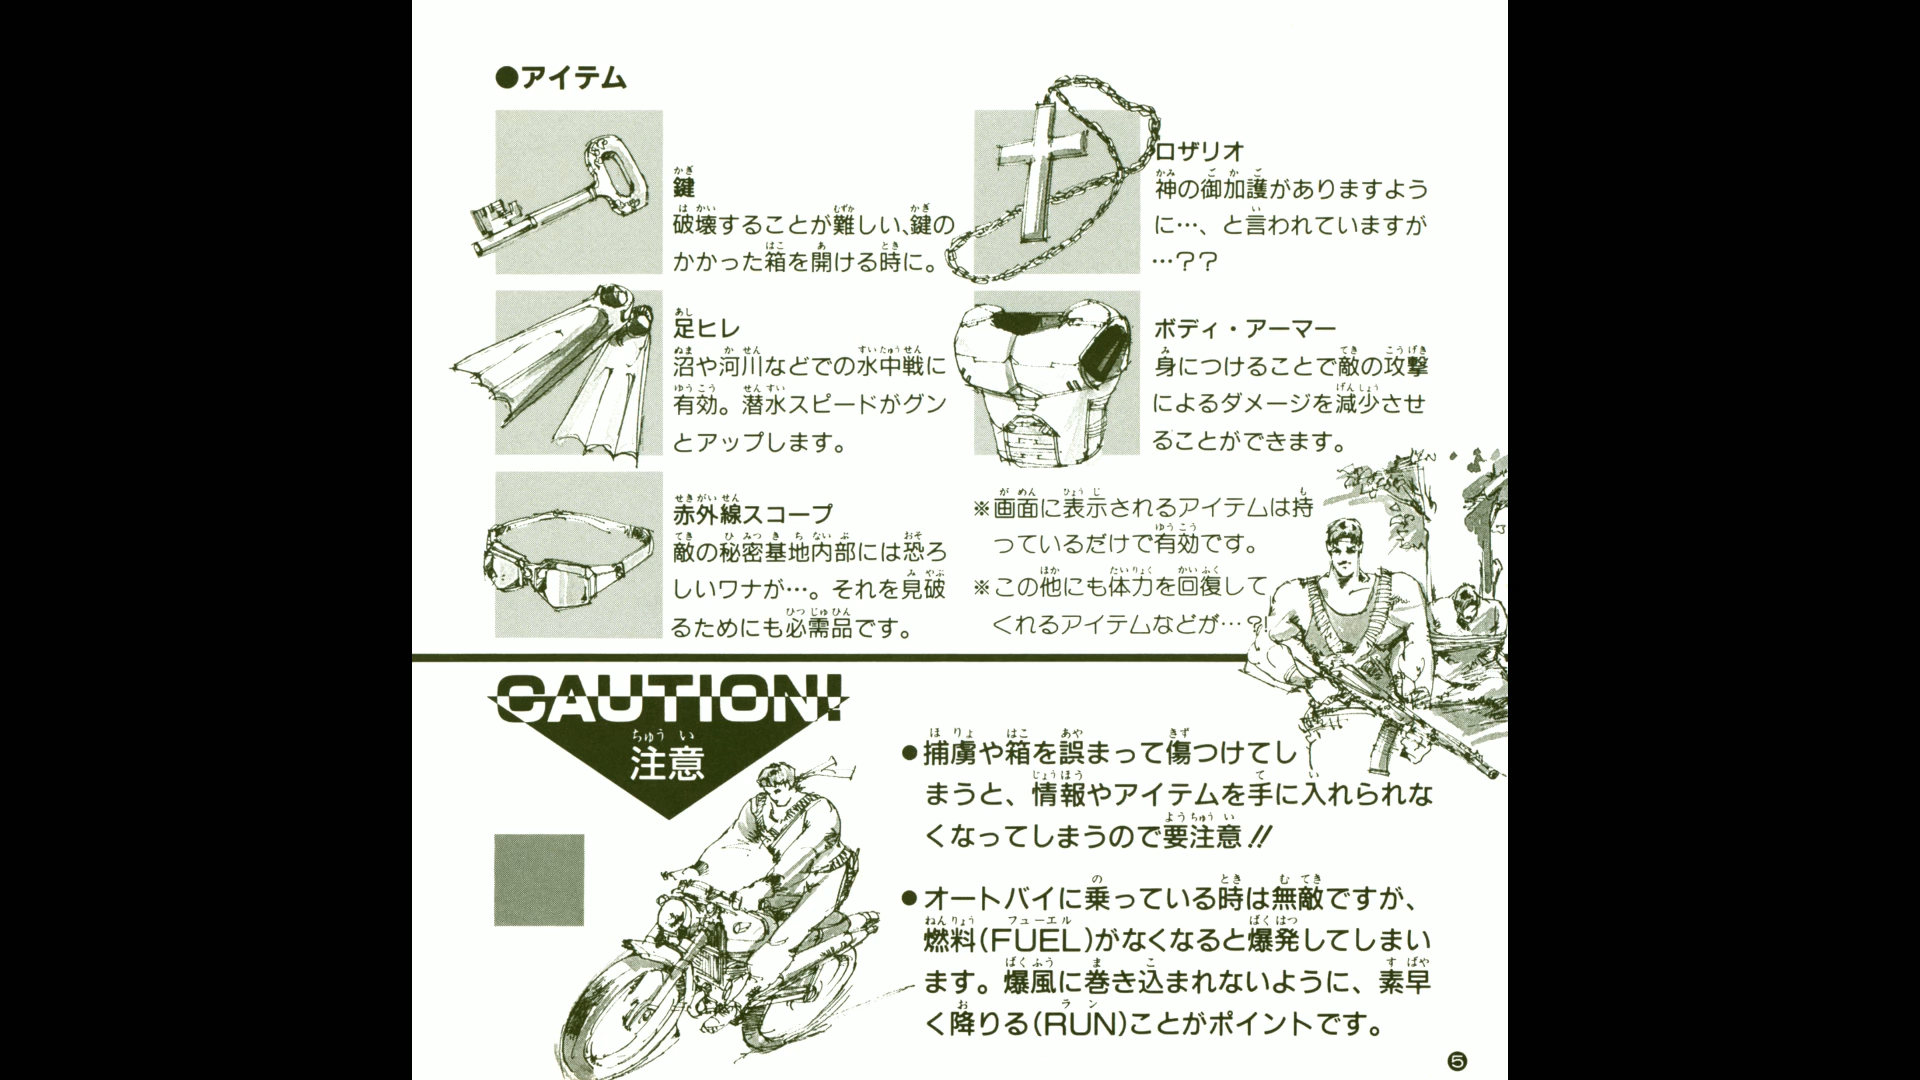 ●アイテム
鍵
破壊することが難しい、鍵の
かかった箱を開ける時に。
足ヒレ
沼や河川などでの水中戦に
有効。潜水スピードがグン
とアップします。
赤外線スコープ
敵の秘密基地内部には恐ろ
しいワナが…。それを見破
るためにも必需品です。
ロザリオ
神の御加護がありますよう
に…、と言われていますが
…??
ボディ・アーマー
身につけることで敵の攻撃
によるダメージを減少させ
ることができます。
※画面に表示されるアイテムは持
っているだけで有効です。
※この他にも体力を回復して
くれるアイテムなどが…?!
CAUTION!
注意
●捕虜や箱を誤まって傷つけてし
まうと、情報やアイテムを手に入れられな
くなってしまうので要注意!!
●オートバイに乗っている時は無敵ですが、
燃料(FUEL)がなくなると爆発してしまい
ます。爆風に巻き込まれないように、素早
く降りる(RUN)ことがポイントです。
5